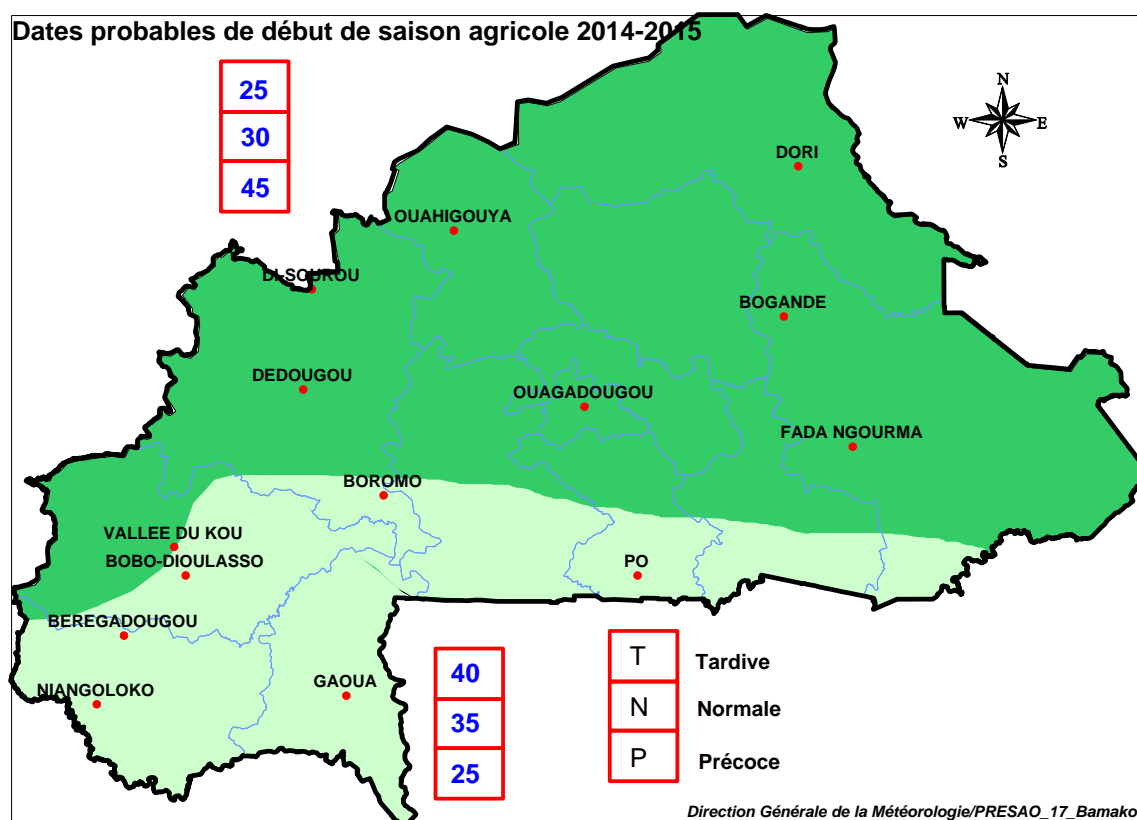 Dates probables de début de saison agricole 2014-2015
25
30
45
N
W E
S
DORI
OUAHIGOUYA
DI-SOUROU
BOGANDE
DEDOUGOU
OUAGADOUGOU
FADA NGOURMA
BOROMO
VALLEE DU KOU
BOBO-DIOULASSO
PO
BEREGADOUGOU
NIANGOLOKO
GAOUA
40
35
25
T Tardive
N Normale
P Précoce
Direction Générale de la Météorologie/PRESAO_17_Bamako